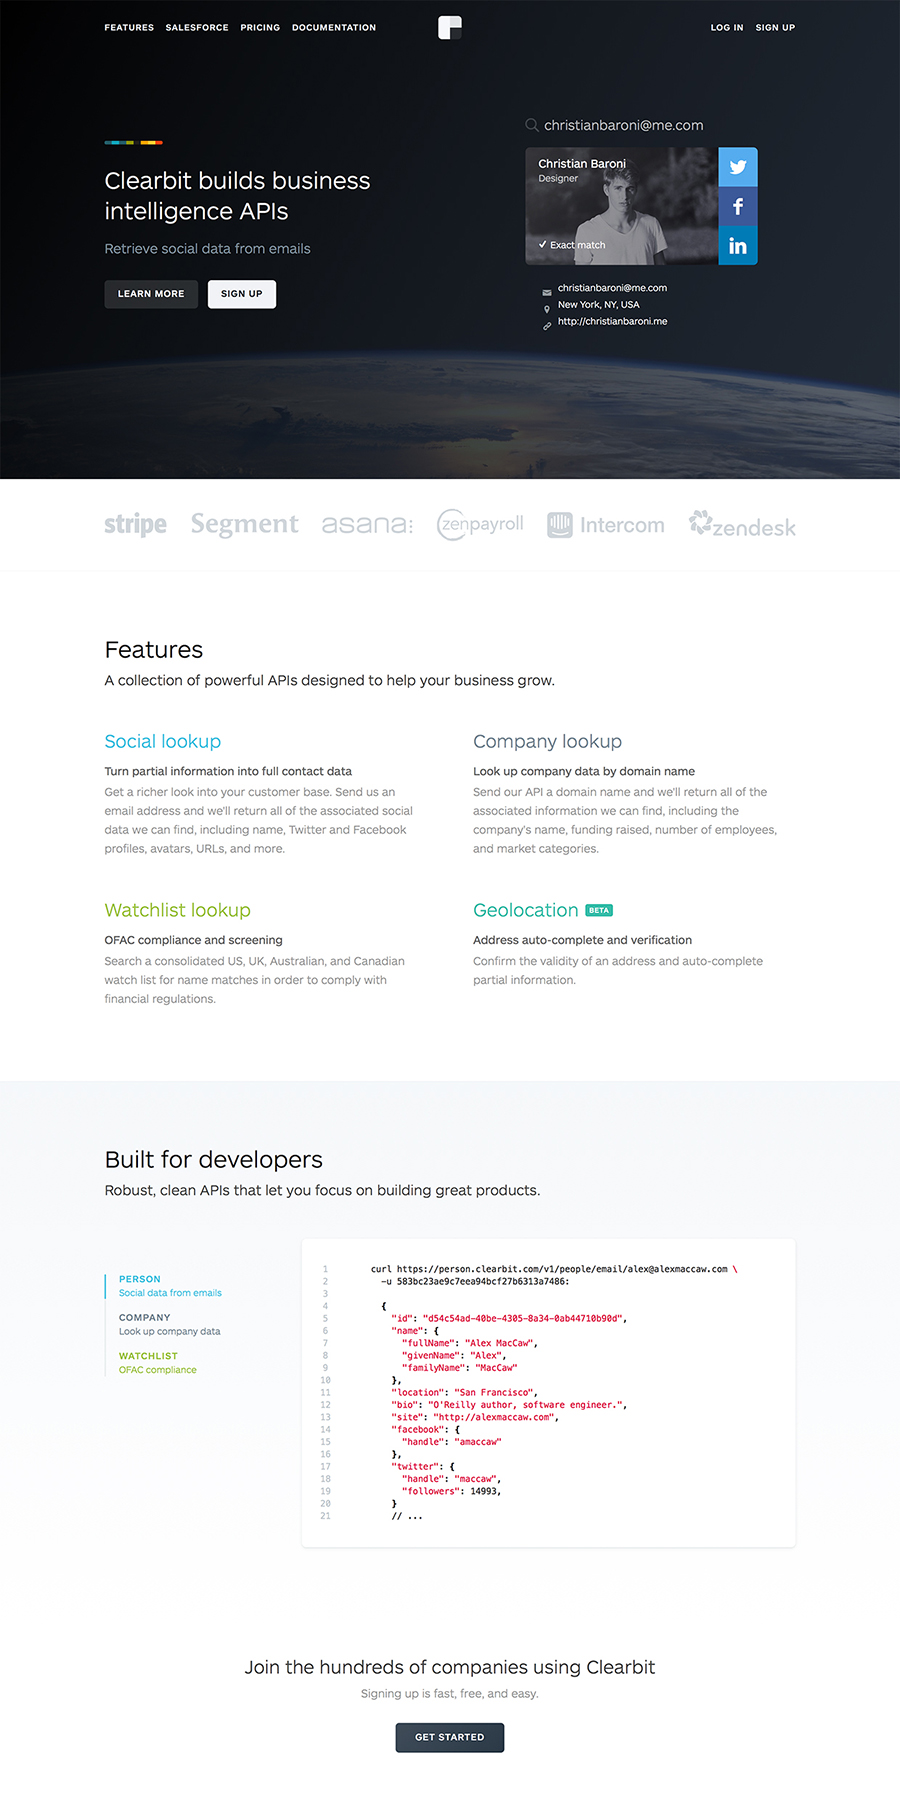 FEATURES SALESFORCE PRICING DOCUMENTATION
LOG IN SIGN UP
Clearbit builds business
intelligence APIs
Retrieve social data from emails
LEARN MORE SIGN UP
christianbaroni@me.com
Christian Baroni
Designer
Exact match
christianbaroni@me.com
New York, NY, USA
http://christianbaroni.me
stripe Segment asana: zenpayroll Intercom zendesk
Features
A collection of powerful APIs designed to help your business grow.
Social lookup
Turn partial information into full contact data
Get a richer look into your customer base. Send us an
email address and we'll return all of the associated social
data we can find, including name, Twitter and Facebook
profiles, avatars, URLs, and more.
Company lookup
Look up company data by domain name
Send our API a domain name and we'll return all of the
associated information we can find, including the
company's name, funding raised, number of employees,
and market categories.
Watchlist lookup
OFAC compliance and screening
Search a consolidated US, UK, Australian, and Canadian
watch list for name matches in order to comply with
financial regulations.
Geolocation BETA
Address auto-complete and verification
Confirm the validity of an address and auto-complete
partial information.
Built for developers
Robust, clean APIs that let you focus on building great products.
PERSON
Social data from emails
COMPANY
Look up company data
WATCHLIST
OFAC compliance
1 curl https://person.clearbit.com/v1/people/email/alex@alexmaccaw.com \
2 -u 583bc23ae9c7eea94bcf27b6313a7486:
3
4 {
5 "id": "d54c54ad-40be-4305-8a34-0ab44710b90d",
6 "name": {
7 "fullName": "Alex MacCaw",
8 "givenName": "Alex",
9 "familyName": "MacCaw"
10 },
11 "location": "San Francisco",
12 "bio": "O'Reilly author, software engineer.",
13 "site": "http://alexmaccaw.com",
14 "facebook": {
15 "handle": "amaccaw"
16 },
17 "twitter": {
18 "handle": "maccaw",
19 "followers": 14993,
20 }
21 // ...
Join the hundreds of companies using Clearbit
Signing up is fast, free, and easy.
GET STARTED